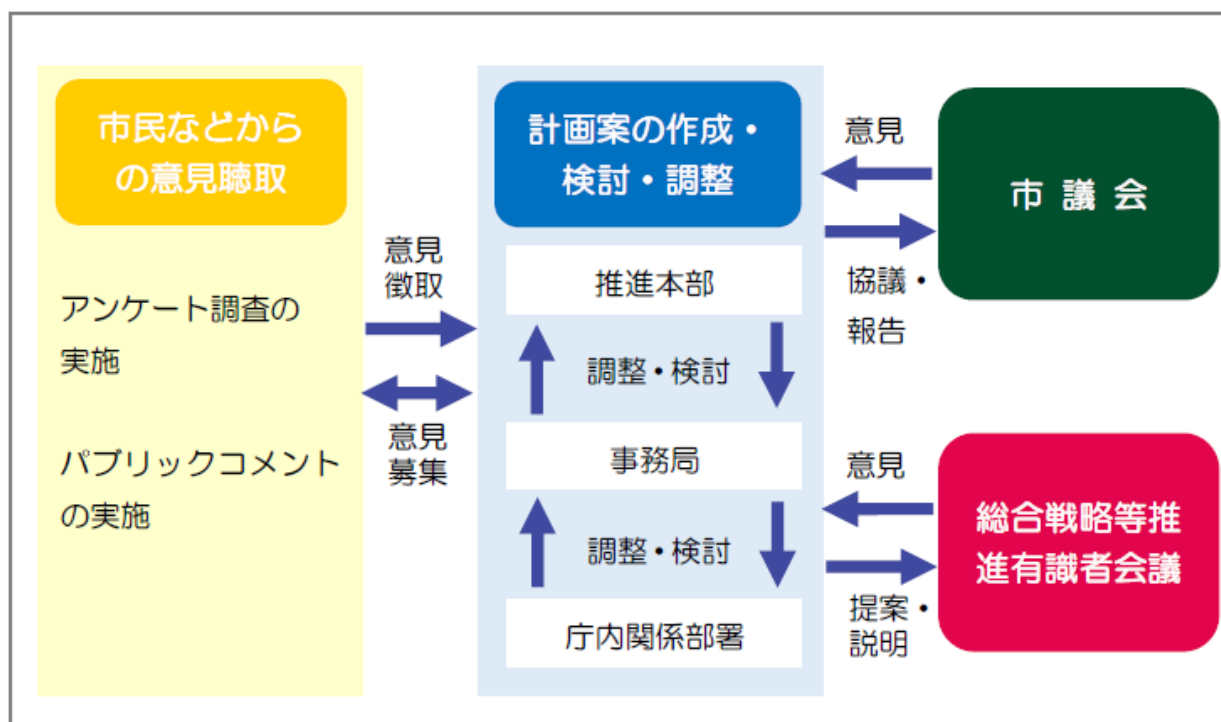 市民などから
の意見聴取
アンケート調査の
実施
パブリックコメント
の実施
意見
徴取
意見
募集
計画案の作成・
検討・調整
推進本部
調整・検討
事務局
調整・検討
庁内関係部署
意見
協議・
報告
市議会
意見
提案・
説明
総合戦略等推
進有識者会議